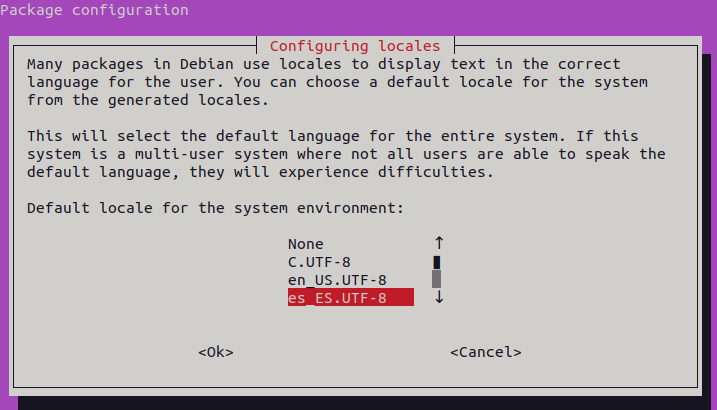 Package configuration
Configuring locales
Many packages in Debian use locales to display text in the correct
language for the user. You can choose a default locale for the system
from the generated locales.
This will select the default language for the entire system. If this
system is a multi-user system where not all users are able to speak the
default language, they will experience difficulties.
Default locale for the system environment:
None
C.UTF-8
en_US.UTF-8
es_ES.UTF-8
<Ok> <Cancel>